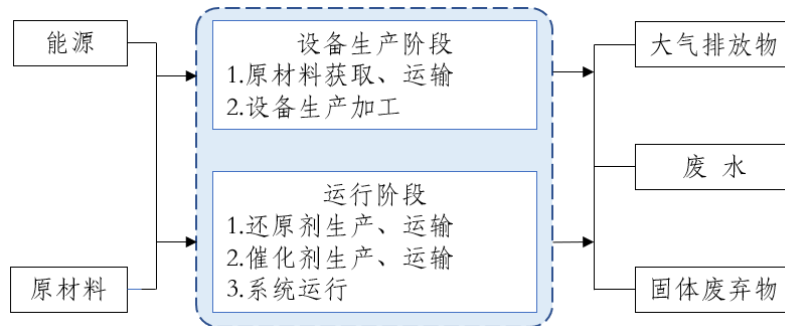 能源
原材料
设备生产阶段
1.原材料获取、运输
2.设备生产加工
运行阶段
1.还原剂生产、运输
2.催化剂生产、运输
3.系统运行
大气排放物
废 水
固体废弃物